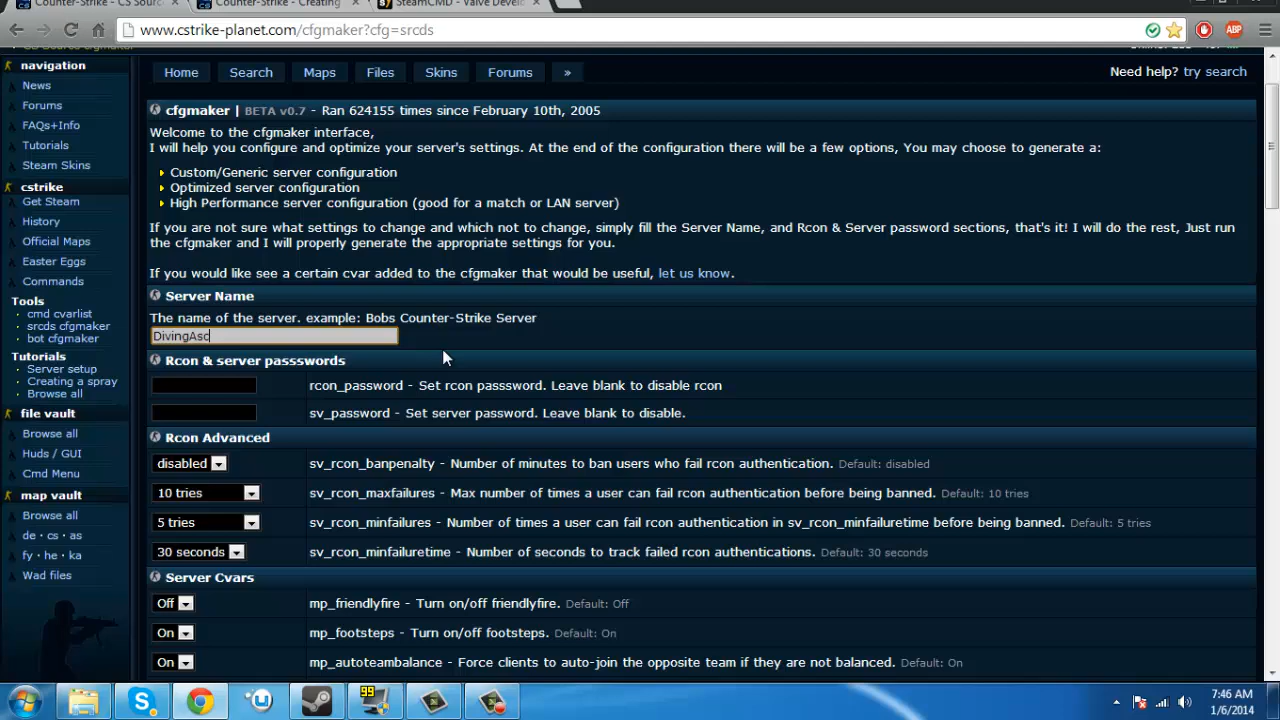 Counter-Strike - CS Sourc
Counter-Strike - Creating
SteamCMD - Valve Develo
www.cstrike-planet.com/cfgmaker?cfg=srcds
ABP
navigation
News
Forums
FAQs+Info
Tutorials
Steam Skins
cstrike
Get Steam
History
Official Maps
Easter Eggs
Commands
Tools
cmd cvarlist
srcds cfgmaker
bot cfgmaker
Tutorials
Server setup
Creating a spray
Browse all
file vault
Browse all
Huds / GUI
Cmd Menu
map vault
Browse all
de · cs · as
fy · he · ka
Wad files
Home Search Maps Files Skins Forums »
Need help? try search
cfgmaker | BETA v0.7 - Ran 624155 times since February 10th, 2005
Welcome to the cfgmaker interface,
I will help you configure and optimize your server's settings. At the end of the configuration there will be a few options, You may choose to generate a:
Custom/Generic server configuration
Optimized server configuration
High Performance server configuration (good for a match or LAN server)
If you are not sure what settings to change and which not to change, simply fill the Server Name, and Rcon & Server password sections, that's it! I will do the rest, Just run
the cfgmaker and I will properly generate the appropriate settings for you.
If you would like see a certain cvar added to the cfgmaker that would be useful, let us know.
Server Name
The name of the server. example: Bobs Counter-Strike Server
DivingAsc
Rcon & server passswords
rcon_password - Set rcon passsword. Leave blank to disable rcon
sv_password - Set server password. Leave blank to disable.
Rcon Advanced
disabled sv_rcon_banpenalty - Number of minutes to ban users who fail rcon authentication. Default: disabled
10 tries sv_rcon_maxfailures - Max number of times a user can fail rcon authentication before being banned. Default: 10 tries
5 tries sv_rcon_minfailures - Number of times a user can fail rcon authentication in sv_rcon_minfailuretime before being banned. Default: 5 tries
30 seconds sv_rcon_minfailuretime - Number of seconds to track failed rcon authentications. Default: 30 seconds
Server Cvars
Off mp_friendlyfire - Turn on/off friendlyfire. Default: Off
On mp_footsteps - Turn on/off footsteps. Default: On
On mp_autoteambalance - Force clients to auto-join the opposite team if they are not balanced. Default: On
99
7:46 AM
1/6/2014